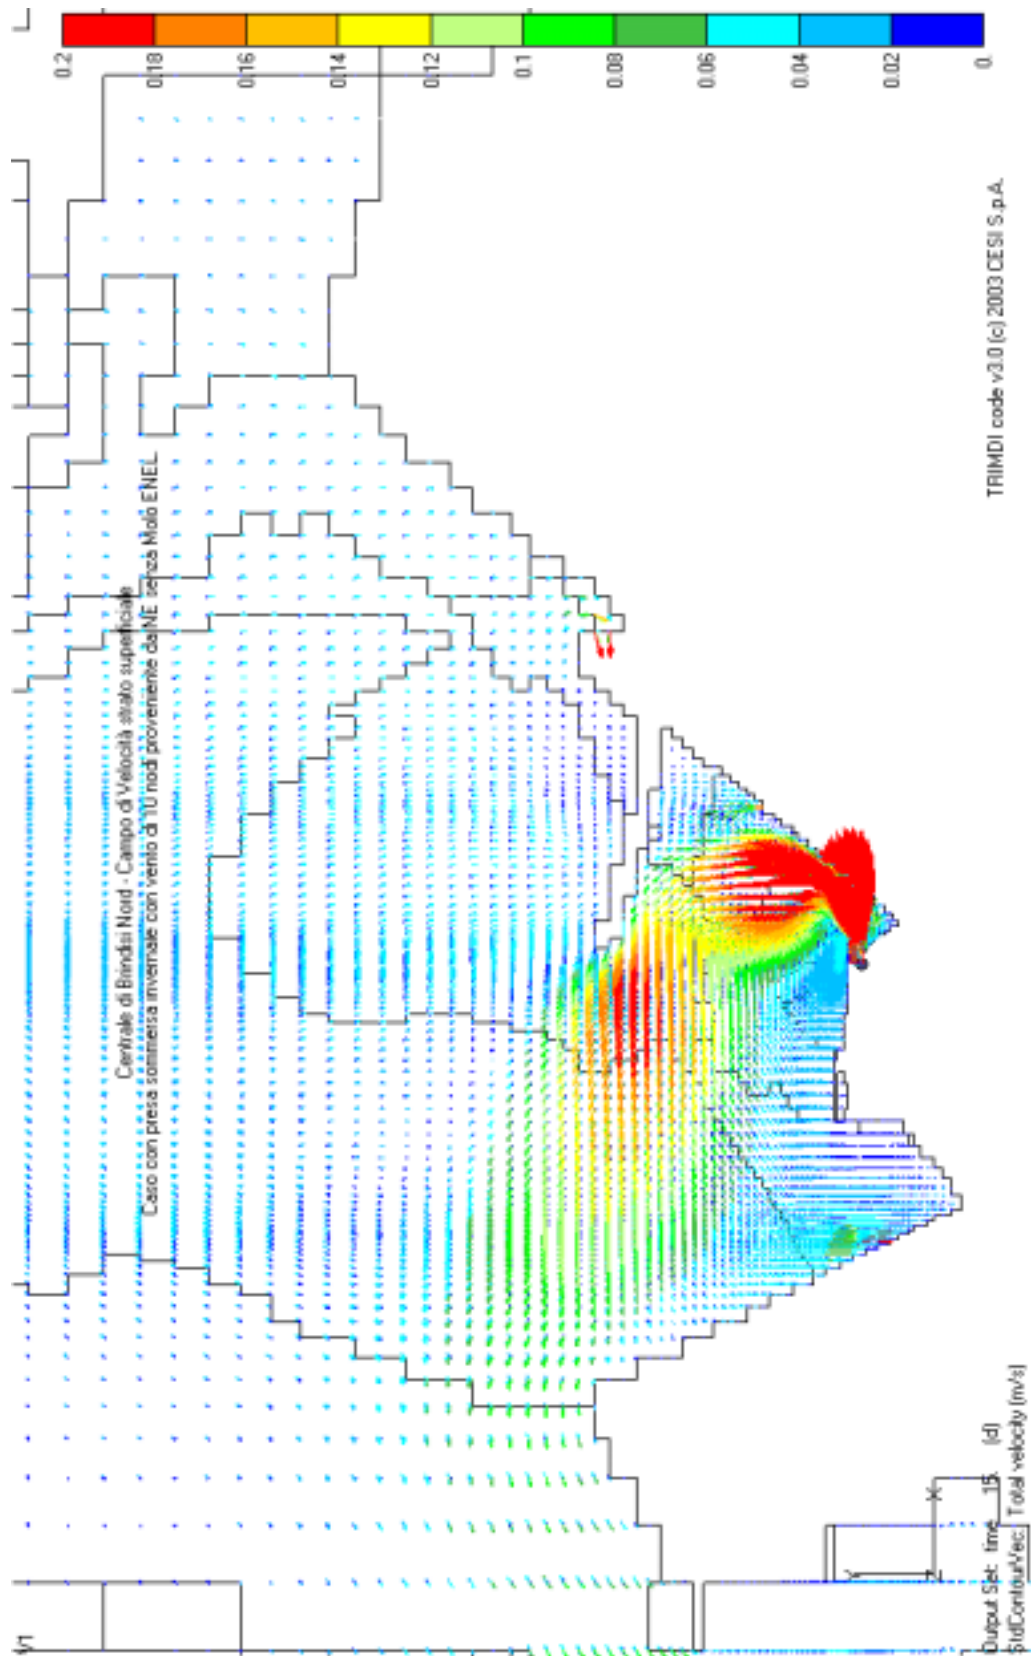 V1
Centrale di Brindisi Nord - Campo di Velocità strato superficiale
Caso con presa sommersa invernale con vento di 10 nodi proveniente da NE senza Molo ENEL
0.2
0.18
0.16
0.14
0.12
0.1
0.08
0.06
0.04
0.02
0.
Output Set: time 15. (d)
StdContourVec: Total velocity (m/s)
TRIMDI code v3.0 (c) 2003 CESI S.p.A.